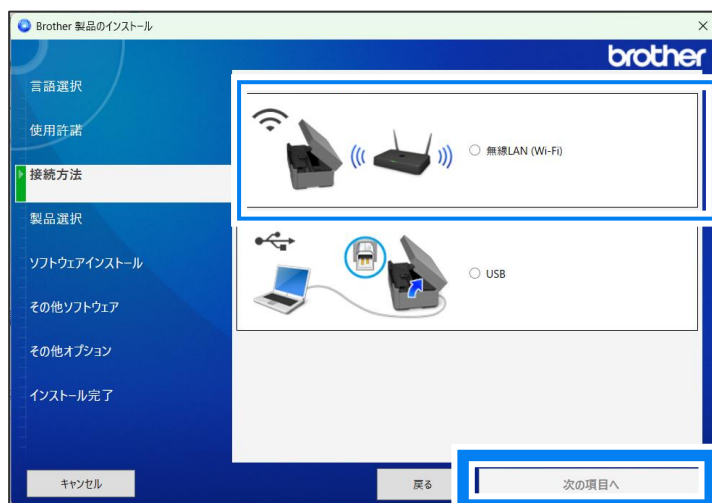 Brother 製品のインストール
brother
言語選択
使用許諾
接続方法
製品選択
ソフトウェアインストール
その他ソフトウェア
その他オプション
インストール完了
無線LAN (Wi-Fi)
USB
キャンセル
戻る
次の項目へ